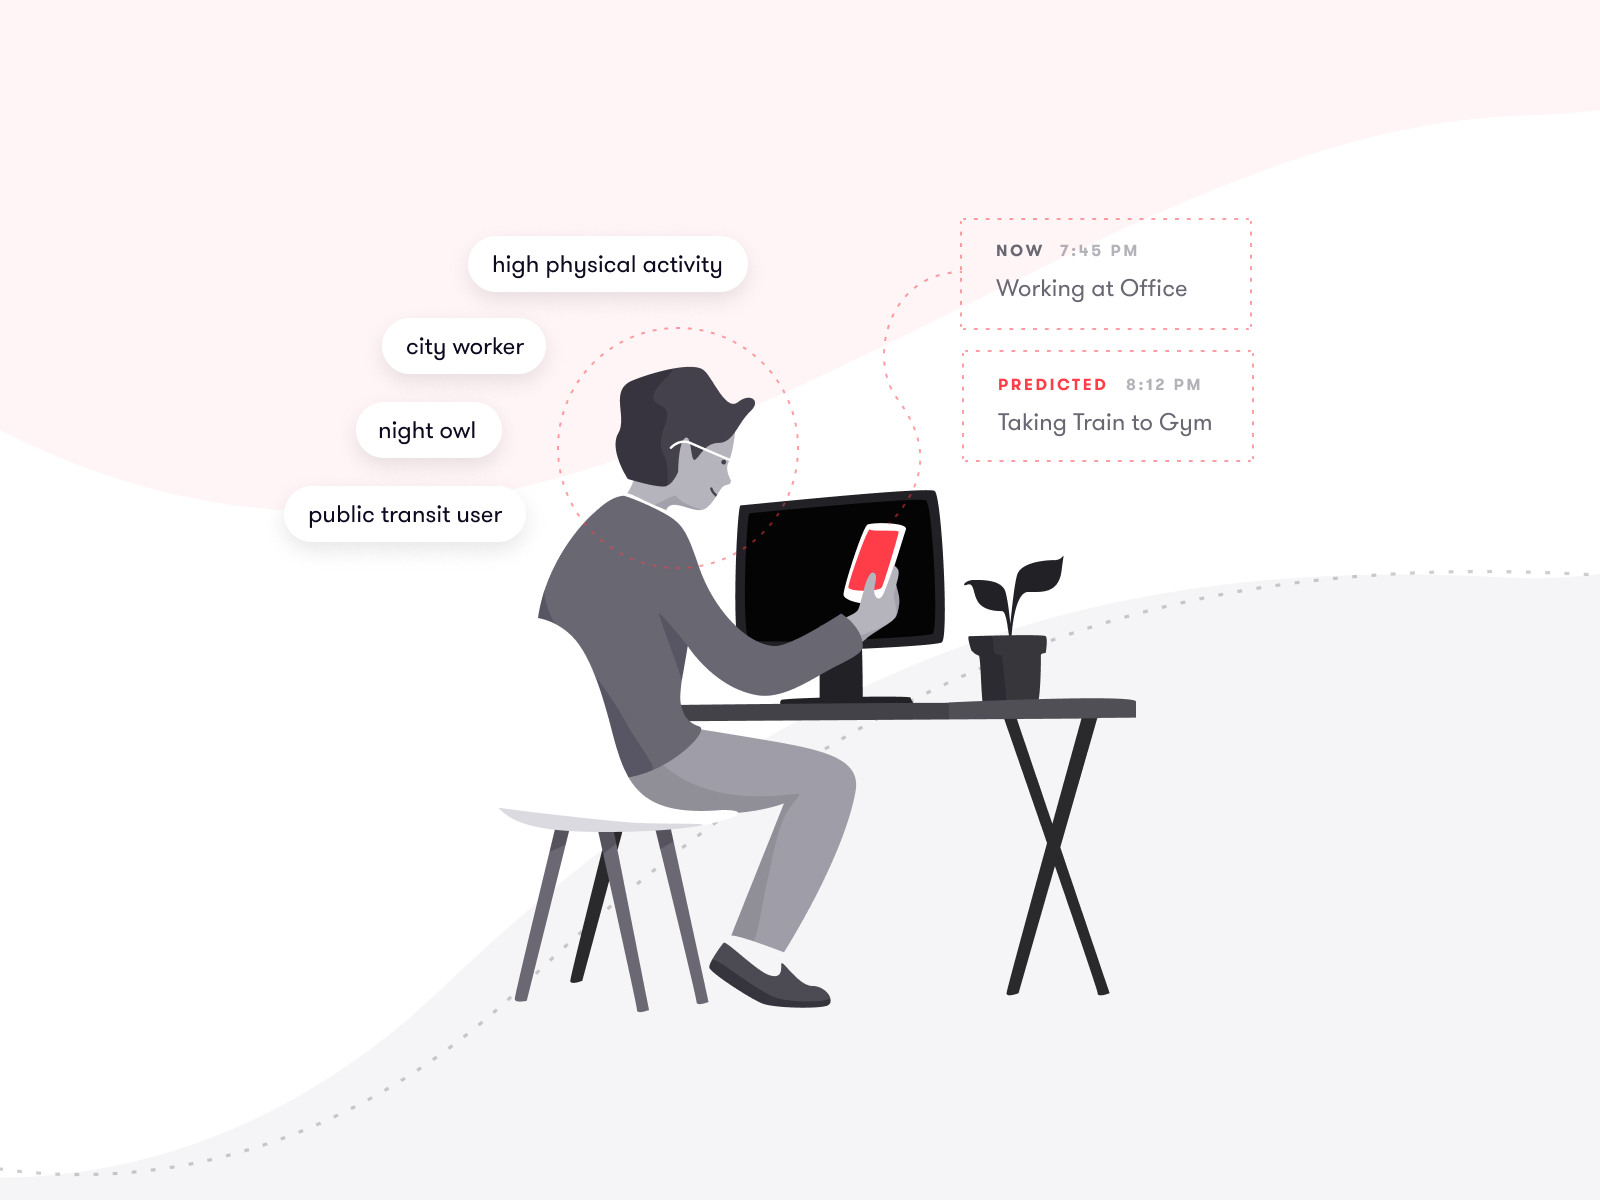 high physical activity
city worker
night owl
public transit user
NOW 7:45 PM
Working at Office
PREDICTED 8:12 PM
Taking Train to Gym